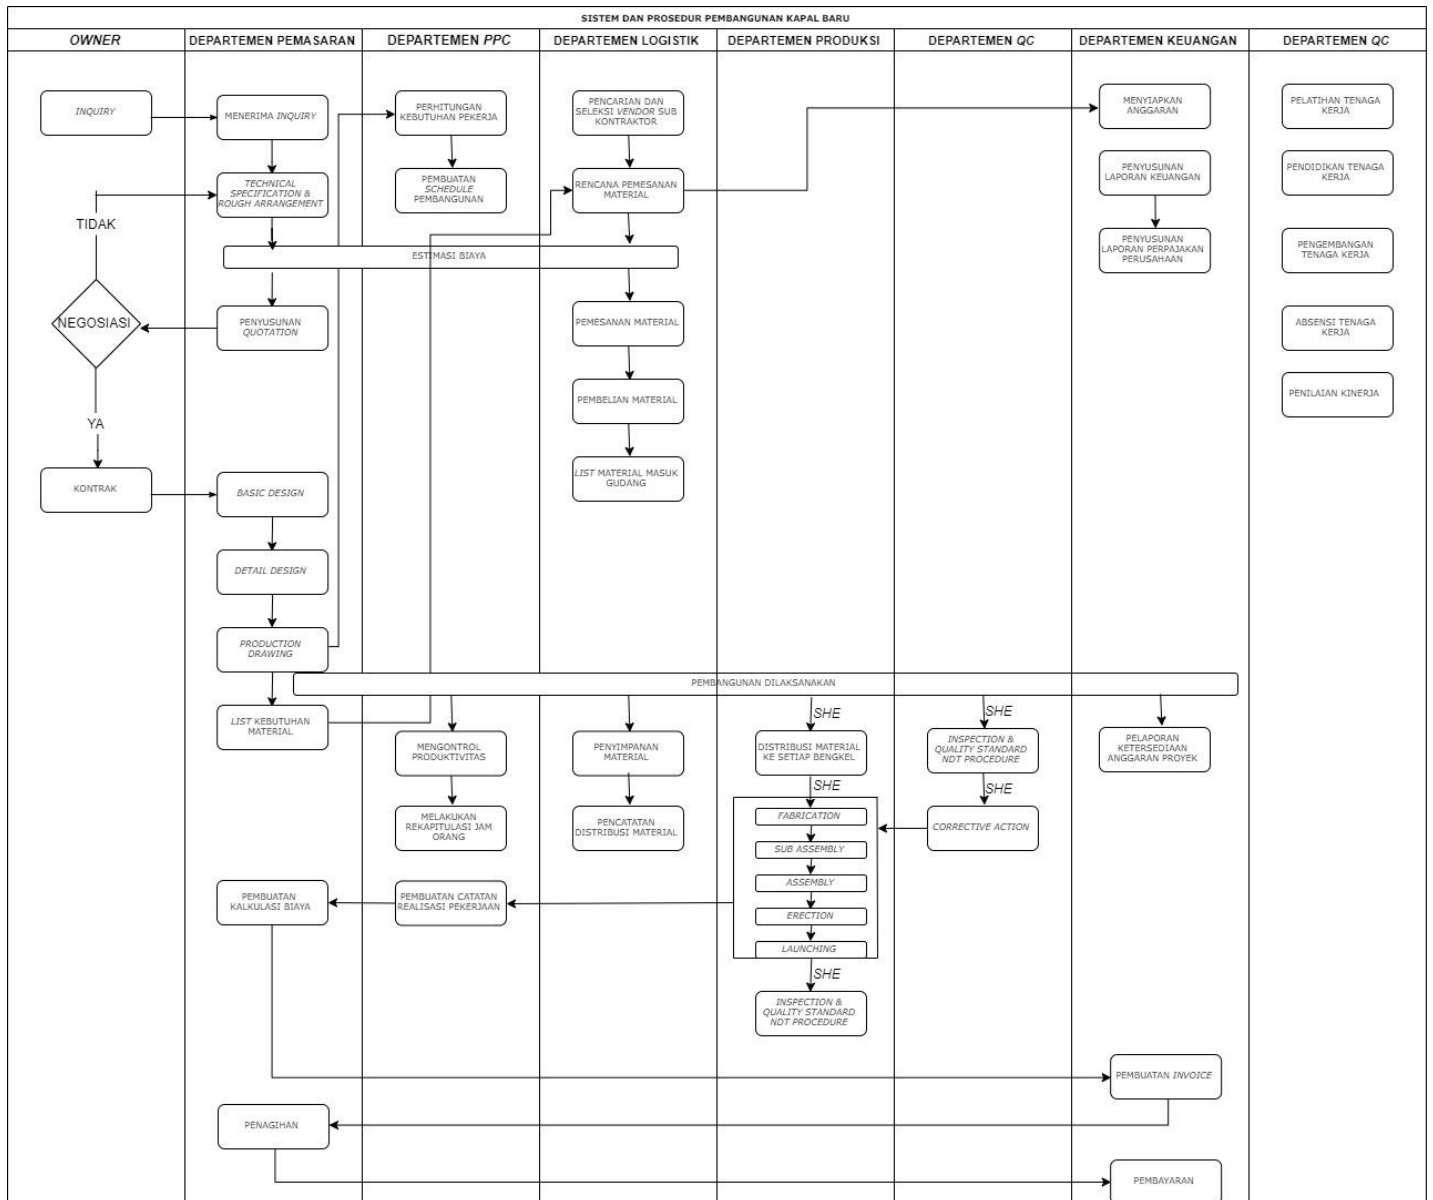 SISTEM DAN PROSEDUR PEMBANGUNAN KAPAL BARU
OWNER
DEPARTEMEN PEMASARAN
DEPARTEMEN PPC
DEPARTEMEN LOGISTIK
DEPARTEMEN PRODUKSI
DEPARTEMEN QC
DEPARTEMEN KEUANGAN
DEPARTEMEN QC
INQUIRY
TIDAK
NEGOSIASI
YA
KONTRAK
MENERIMA INQUIRY
TECHNICAL
SPECIFICATION &
ROUGH ARRANGEMENT
ESTIMASI BIAYA
PENYUSUNAN
QUOTATION
BASIC DESIGN
DETAIL DESIGN
PRODUCTION
DRAWING
LIST KEBUTUHAN
MATERIAL
PERHITUNGAN
KEBUTUHAN PEKERJA
PEMBUATAN
SCHEDULE
PEMBANGUNAN
PENCARIAN DAN
SELEKSI VENDOR SUB
KONTRAKTOR
RENCANA PEMESANAN
MATERIAL
PEMESANAN MATERIAL
PEMBELIAN MATERIAL
LIST MATERIAL MASUK
GUDANG
MENYIAPKAN
ANGGARAN
PENYUSUNAN
LAPORAN KEUANGAN
PENYUSUNAN
LAPORAN PERPAJAKAN
PERUSAHAAN
PELATIHAN TENAGA
KERJA
PENDIDIKAN TENAGA
KERJA
PENGEMBANGAN
TENAGA KERJA
ABSENSI TENAGA
KERJA
PENILAIAN KINERJA
PEMBANGUNAN DILAKSANAKAN
MENGONTROL
PRODUKTIVITAS
MELAKUKAN
REKAPITULASI JAM
ORANG
PENYIMPANAN
MATERIAL
PENCATATAN
DISTRIBUSI MATERIAL
SHE
DISTRIBUSI MATERIAL
KE SETIAP BENGKEL
SHE
FABRICATION
SUB ASSEMBLY
ASSEMBLY
ERECTION
LAUNCHING
SHE
INSPECTION &
QUALITY STANDARD
NDT PROCEDURE
SHE
INSPECTION &
QUALITY STANDARD
NDT PROCEDURE
SHE
CORRECTIVE ACTION
PELAPORAN
KETERSEDIAAN
ANGGARAN PROYEK
PEMBUATAN CATATAN
REALISASI PEKERJAAN
PEMBUATAN
KALKULASI BIAYA
PEMBUATAN INVOICE
PENAGIHAN
PEMBAYARAN